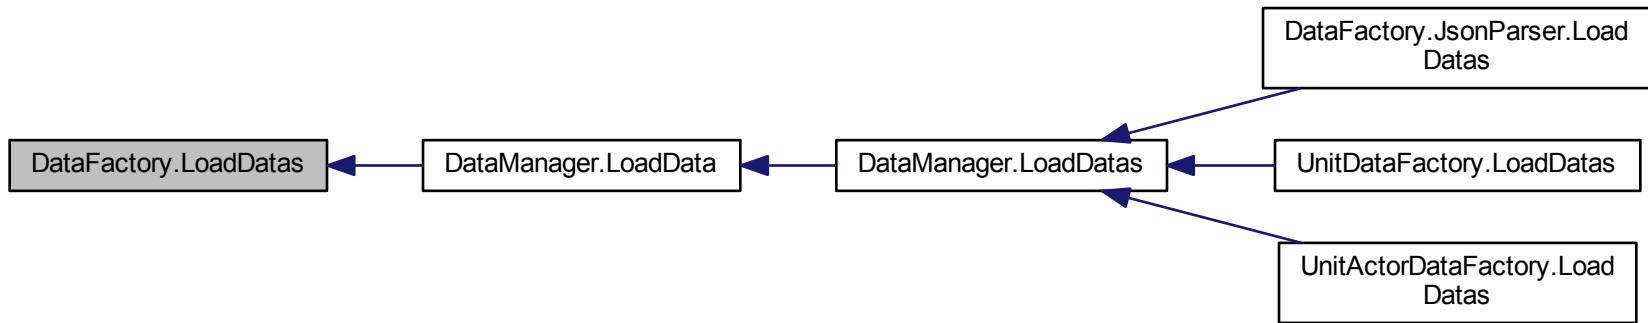 DataFactory.LoadDatas
DataManager.LoadData
DataManager.LoadDatas
DataFactory.JsonParser.Load
Datas
UnitDataFactory.LoadDatas
UnitActorDataFactory.Load
Datas